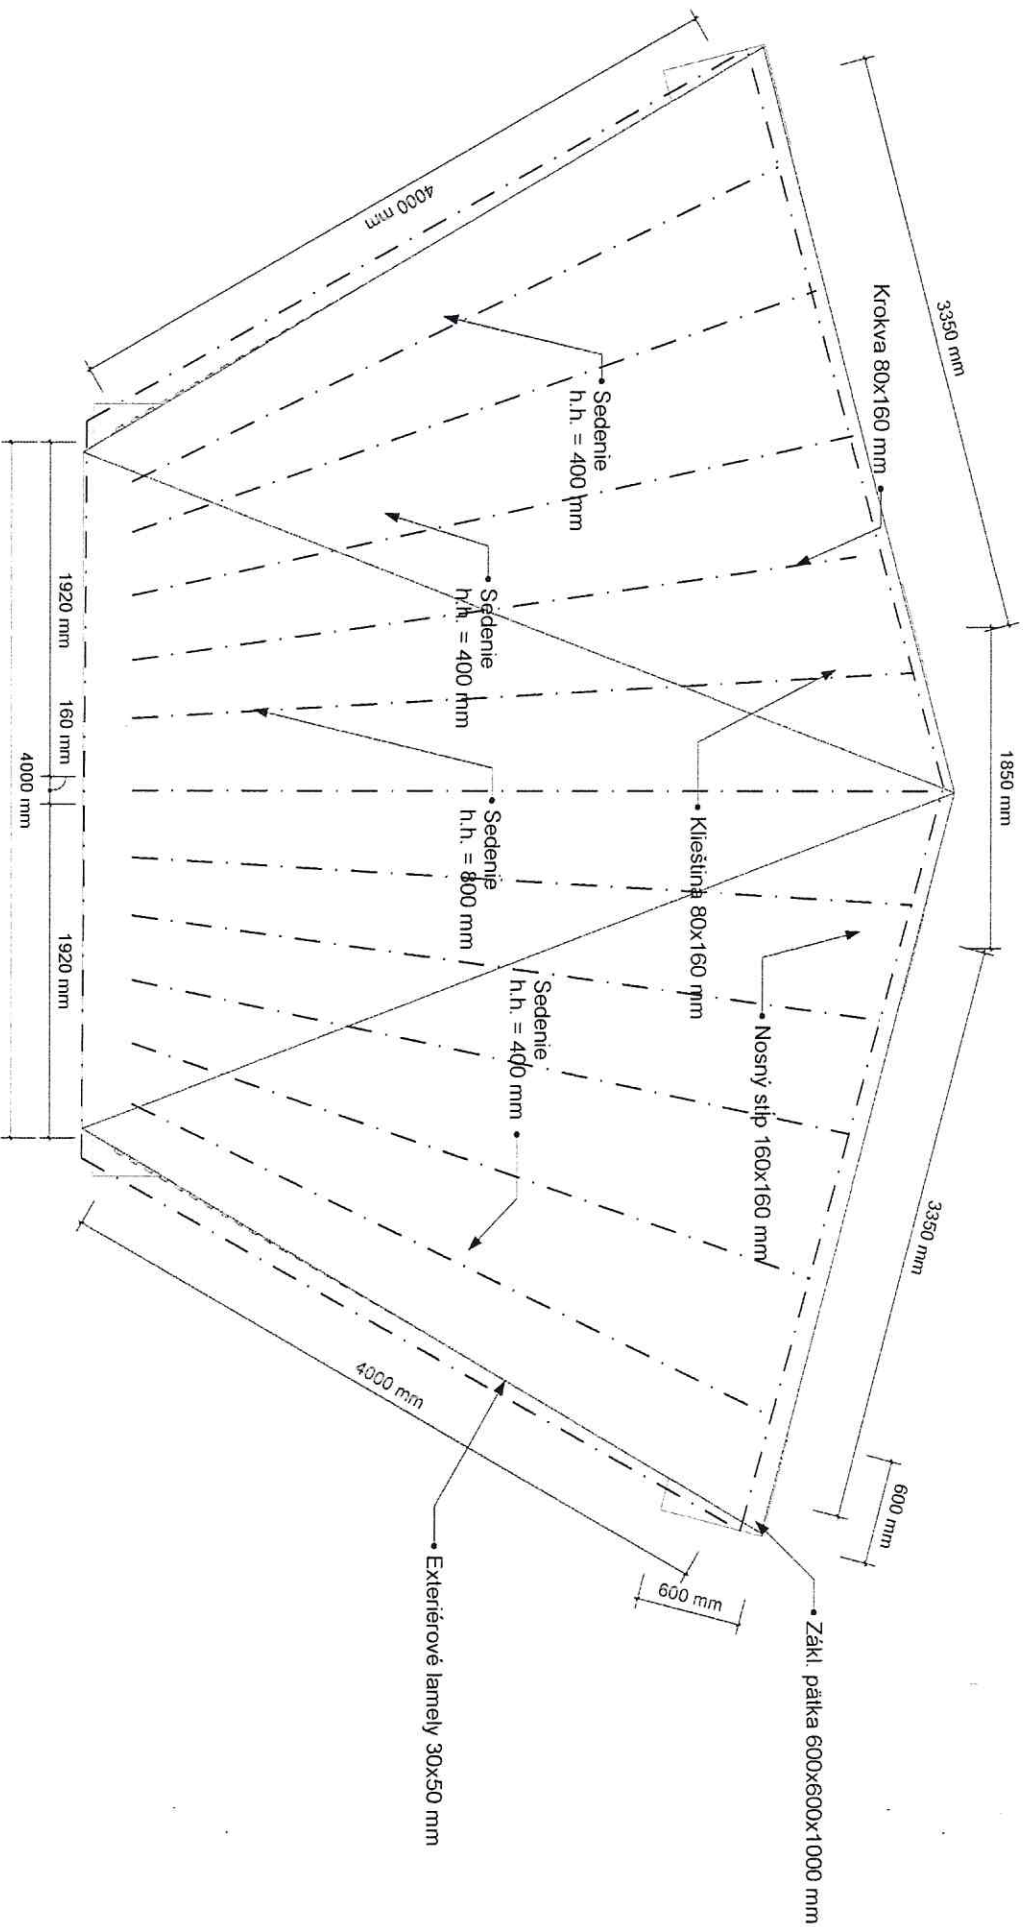 Zákl. pätka 600x600x1000 mm
600 mm
600 mm
3350 mm
1850 mm
3350 mm
Krokva 80x160 mm
Nosný stĺp 160x160 mm
Klieština 80x160 mm
Sedenie
h.h. = 400 mm
Sedenie
h.h. = 400 mm
Sedenie
h.h. = 800 mm
Sedenie
h.h. = 400 mm
Exteriérové lamely 30x50 mm
4000 mm
4000 mm
1920 mm
160 mm
1920 mm
4000 mm